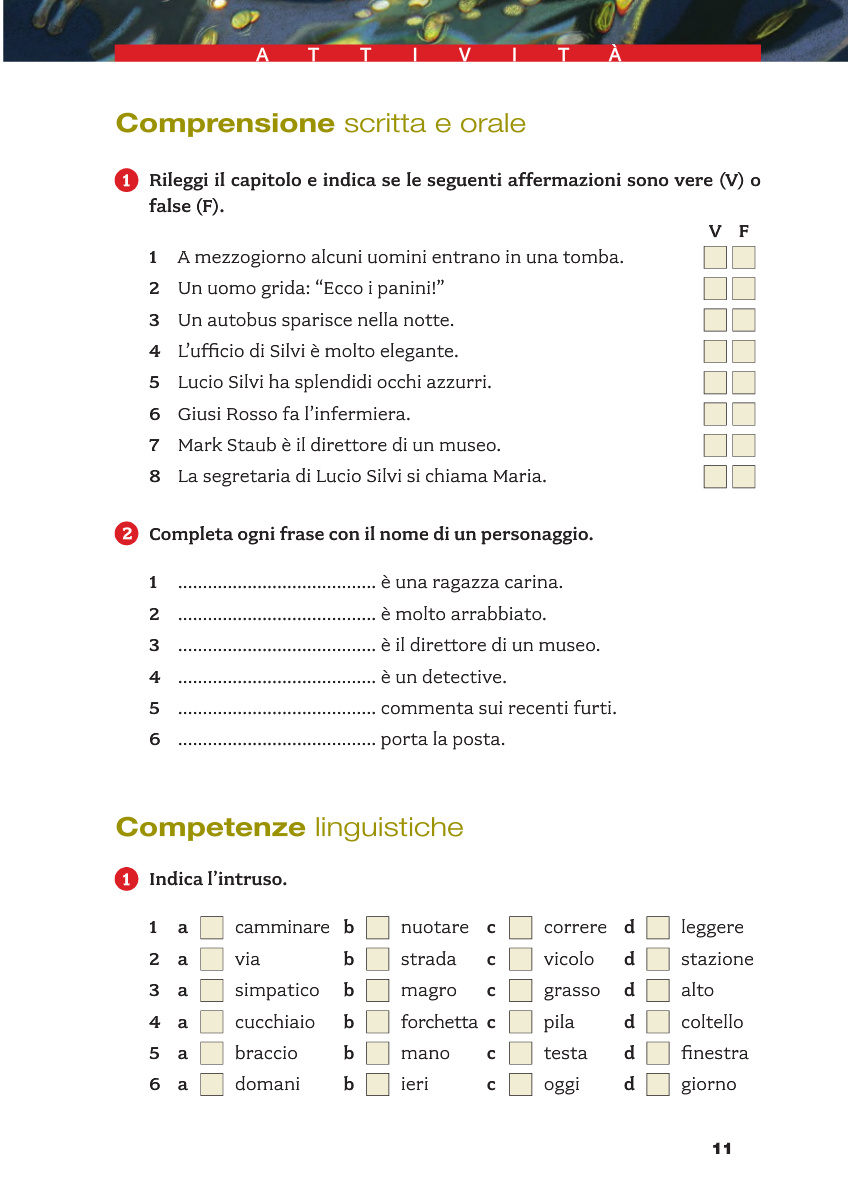 ATTIVITÀ
Comprensione scritta e orale
1 Rileggi il capitolo e indica se le seguenti affermazioni sono vere (V) o
false (F).
V F
1 A mezzogiorno alcuni uomini entrano in una tomba.
2 Un uomo grida: “Ecco i panini!”
3 Un autobus sparisce nella notte.
4 L’ufficio di Silvi è molto elegante.
5 Lucio Silvi ha splendidi occhi azzurri.
6 Giusi Rosso fa l’infermiera.
7 Mark Staub è il direttore di un museo.
8 La segretaria di Lucio Silvi si chiama Maria.
2 Completa ogni frase con il nome di un personaggio.
1 ........................................ è una ragazza carina.
2 ........................................ è molto arrabbiato.
3 ........................................ è il direttore di un museo.
4 ........................................ è un detective.
5 ........................................ commenta sui recenti furti.
6 ........................................ porta la posta.
Competenze linguistiche
1 Indica l’intruso.
1 a camminare b nuotare c correre d leggere
2 a via b strada c vicolo d stazione
3 a simpatico b magro c grasso d alto
4 a cucchiaio b forchetta c pila d coltello
5 a braccio b mano c testa d finestra
6 a domani b ieri c oggi d giorno
11